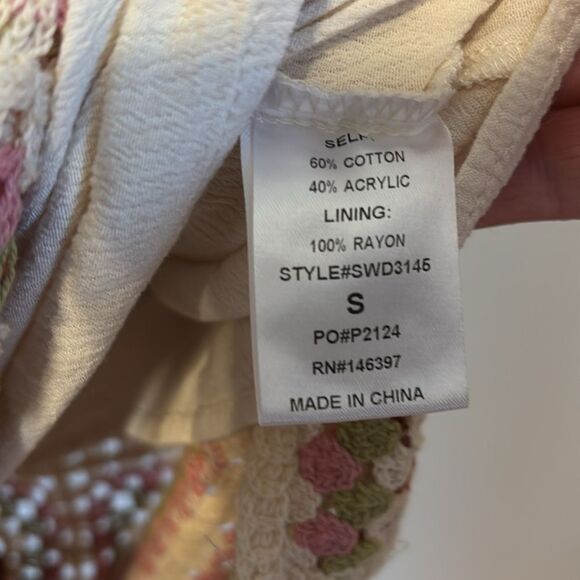 SELF:
60% COTTON
40% ACRYLIC
LINING:
100% RAYON
STYLE#SWD3145
S
PO#P2124
RN#146397
MADE IN CHINA